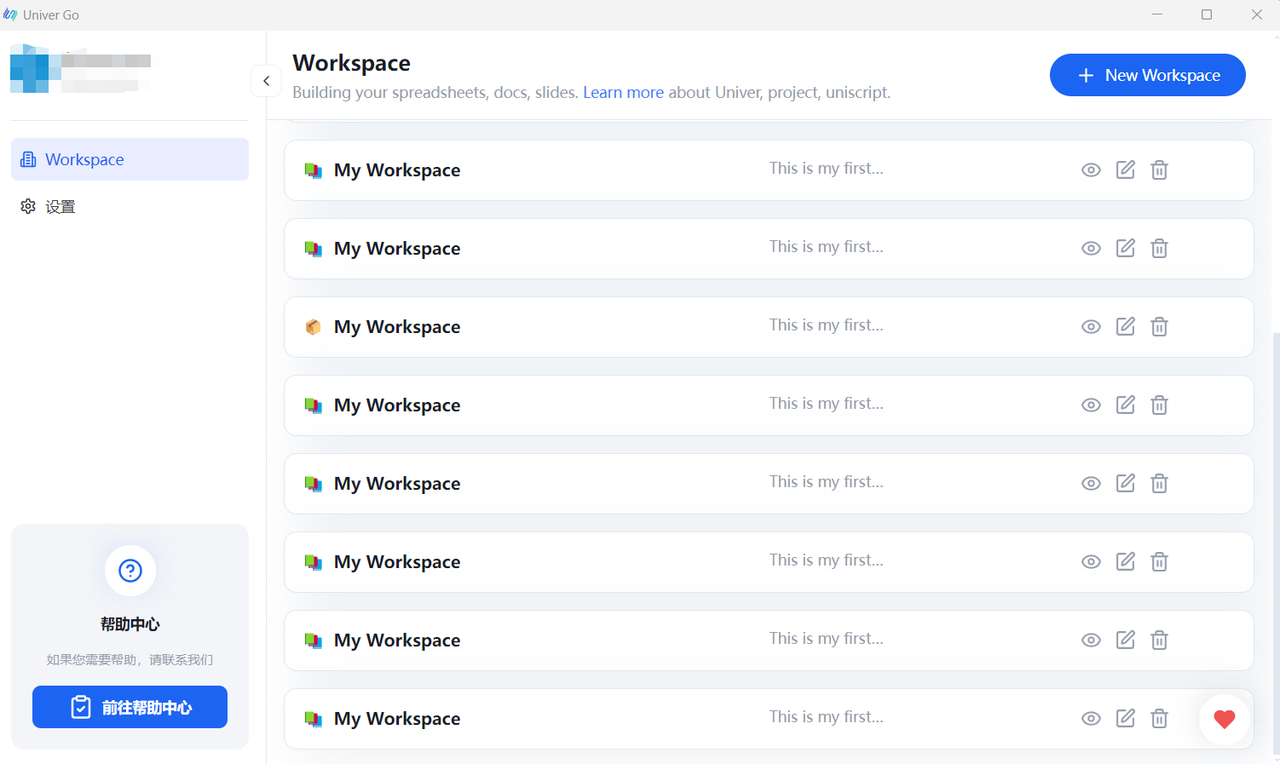 Univer Go
Workspace
设置
帮助中心
如果您需要帮助，请联系我们
前往帮助中心
Workspace
Building your spreadsheets, docs, slides. Learn more about Univer, project, uniscript.
New Workspace
My Workspace This is my first...
My Workspace This is my first...
My Workspace This is my first...
My Workspace This is my first...
My Workspace This is my first...
My Workspace This is my first...
My Workspace This is my first...
My Workspace This is my first...